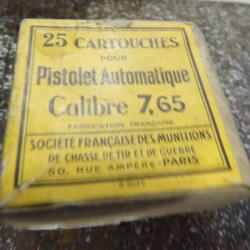 25 CARTOUCHES
POUR
Pistolet Automatique
Calibre 7,65
FABRICATION FRANÇAISE
SOCIÉTÉ FRANÇAISE DES MUNITIONS
DE CHASSE, DE TIR ET DE GUERRE
50, RUE AMPÈRE-PARIS